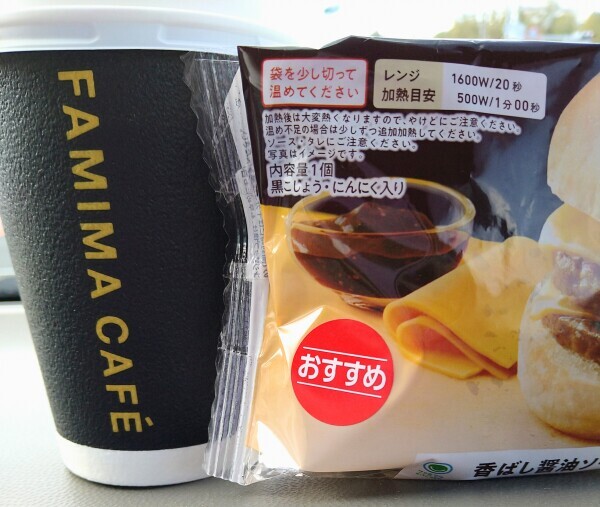 FAMIMA CAFÉ
袋を少し切って
温めてください
レンジ
加熱目安
1600W/20秒
500W/1分00秒
加熱後は大変熱くなりますので、やけどにご注意ください。
温め不足の場合は少しずつ追加加熱してください。
ソース・タレにご注意ください。
写真はイメージです。
内容量1個
黒こしょう・にんにく入り
おすすめ
香ばし醤油ソ